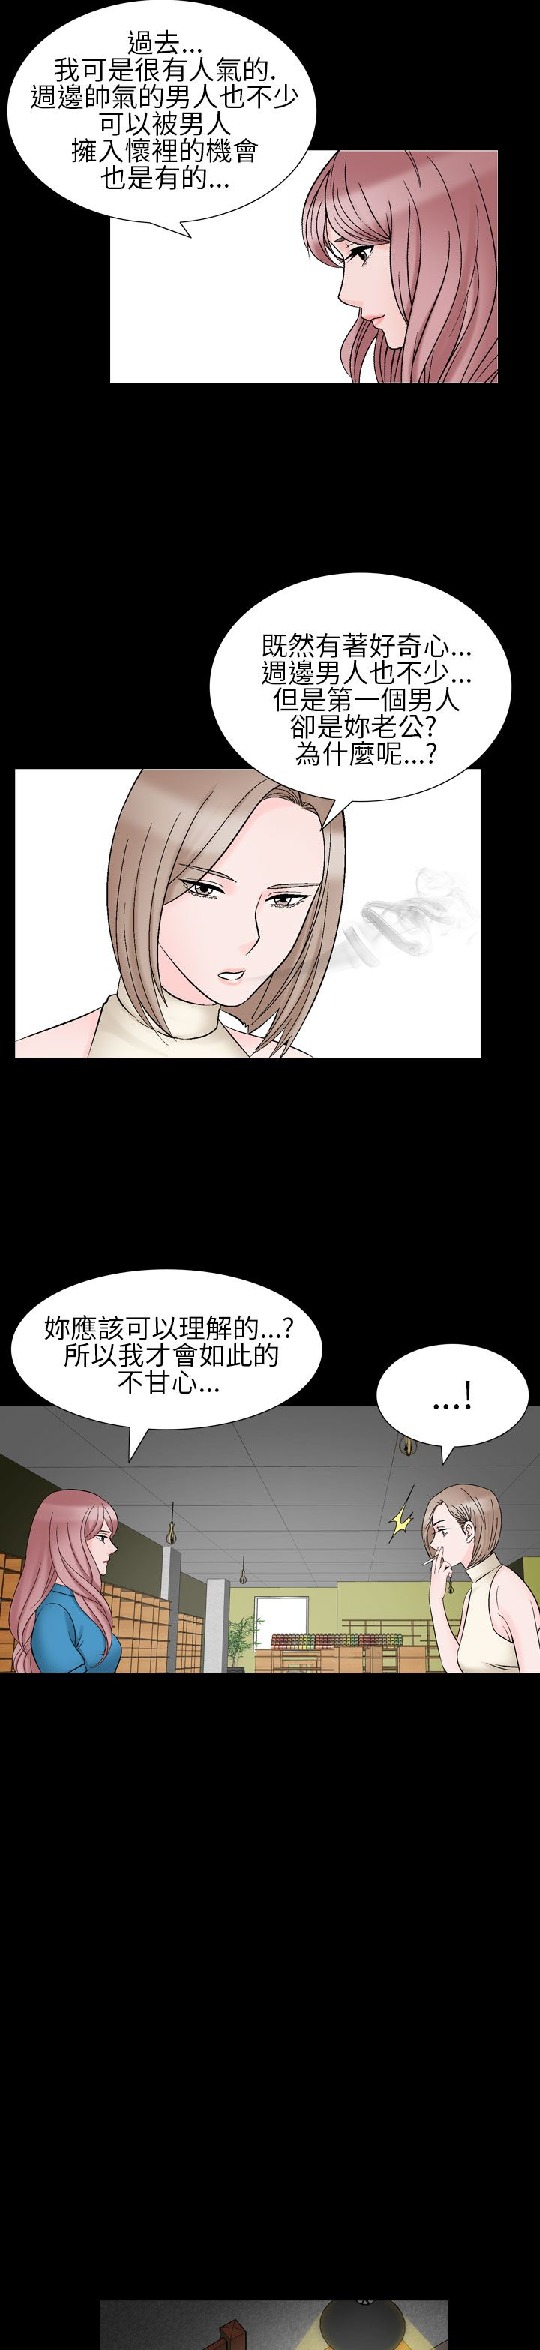 過去...
我可是很有人氣的.
週邊帥氣的男人也不少
可以被男人
擁入懷裡的機會
也是有的...
既然有著好奇心...
週邊男人也不少...
但是第一個男人
卻是妳老公?
為什麼呢...?
妳應該可以理解的...?
所以我才會如此的
不甘心...
...!